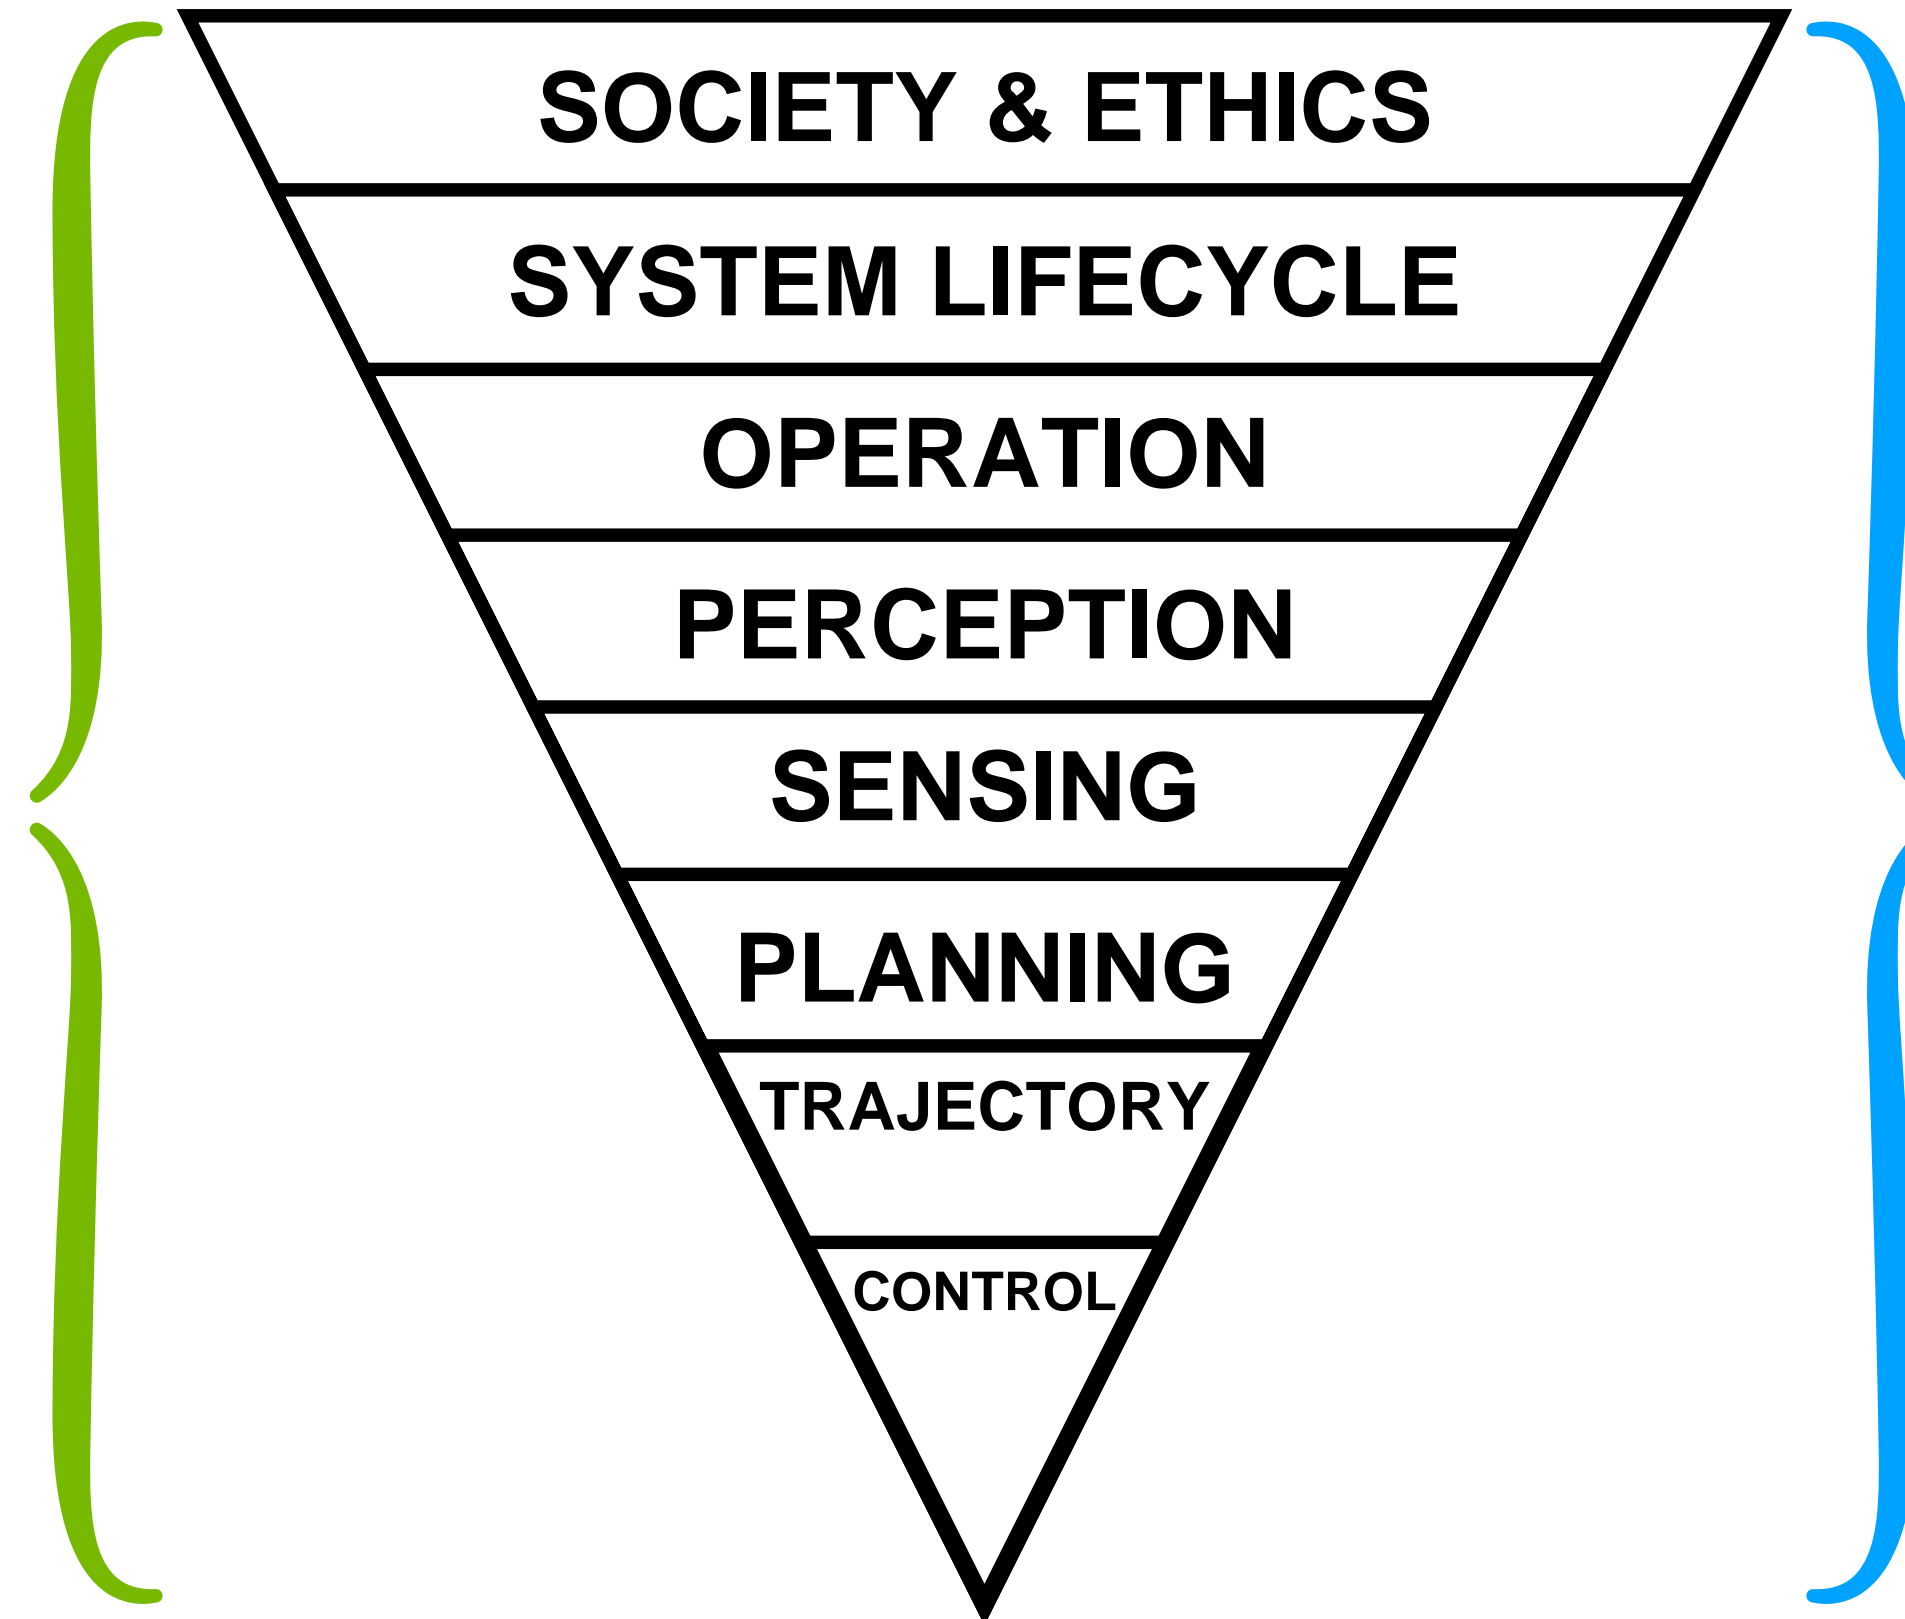 SOCIETY & ETHICS
SYSTEM LIFECYCLE
OPERATION
PERCEPTION
SENSING
PLANNING
TRAJECTORY
CONTROL